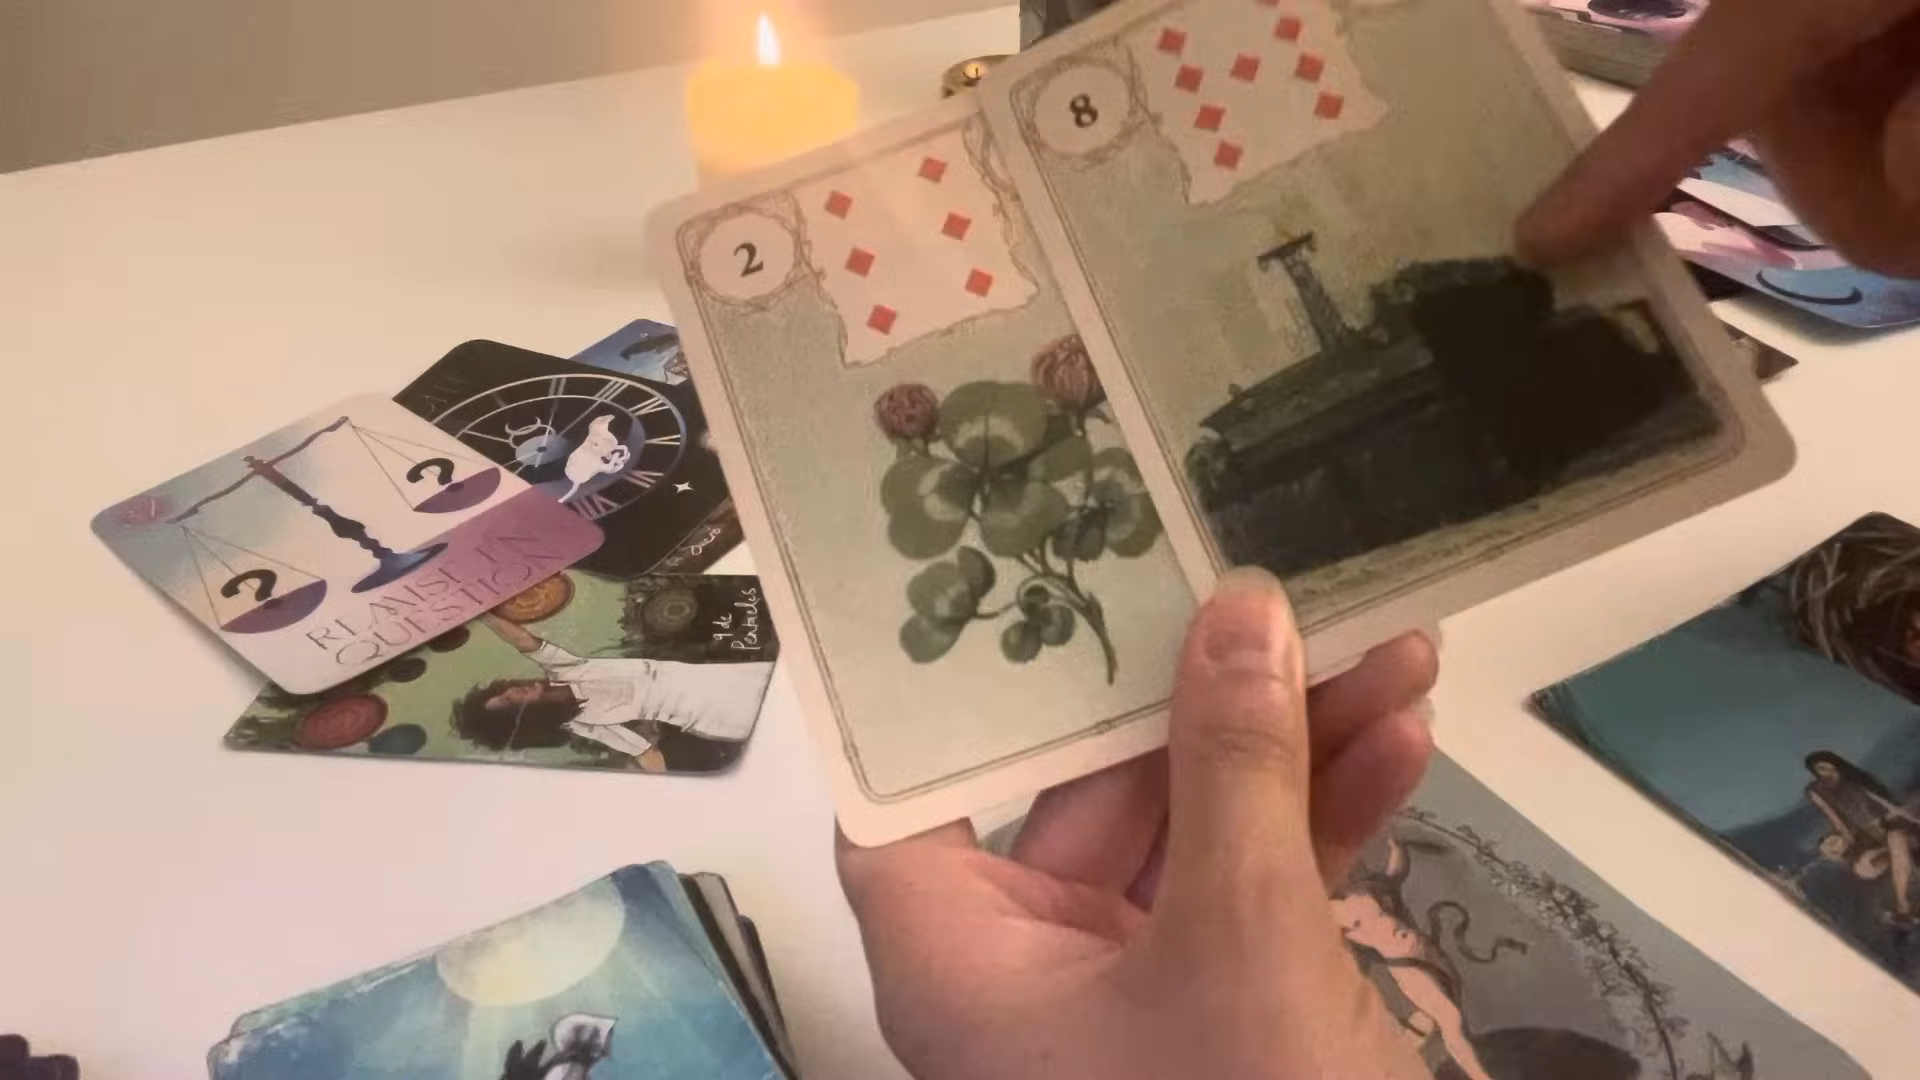 8
2
REMISE EN
QUESTION
?
?
9 de
Pentacles